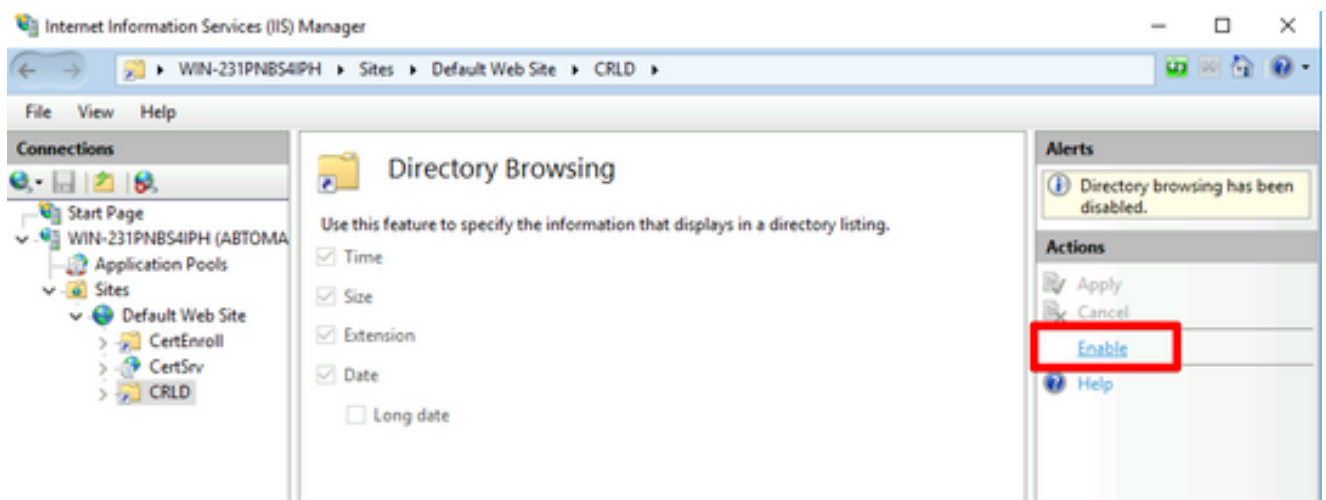 Internet Information Services (IIS) Manager
WIN-231PNBS4IPH ▸ Sites ▸ Default Web Site ▸ CRLD ▸
File View Help
Connections
Start Page
WIN-231PNBS4IPH (ABTOMA
Application Pools
Sites
Default Web Site
CertEnroll
CertSrv
CRLD
Directory Browsing
Use this feature to specify the information that displays in a directory listing.
Time
Size
Extension
Date
Long date
Alerts
Directory browsing has been
disabled.
Actions
Apply
Cancel
Enable
Help